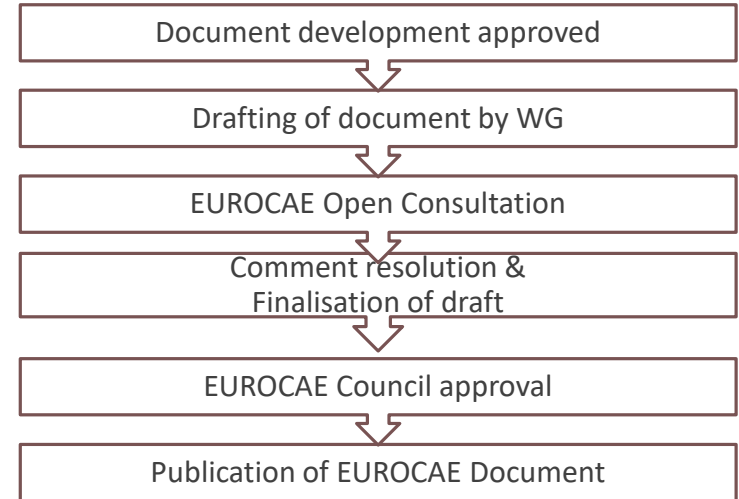 Document development approved
Drafting of document by WG
EUROCAE Open Consultation
Comment resolution &
Finalisation of draft
EUROCAE Council approval
Publication of EUROCAE Document